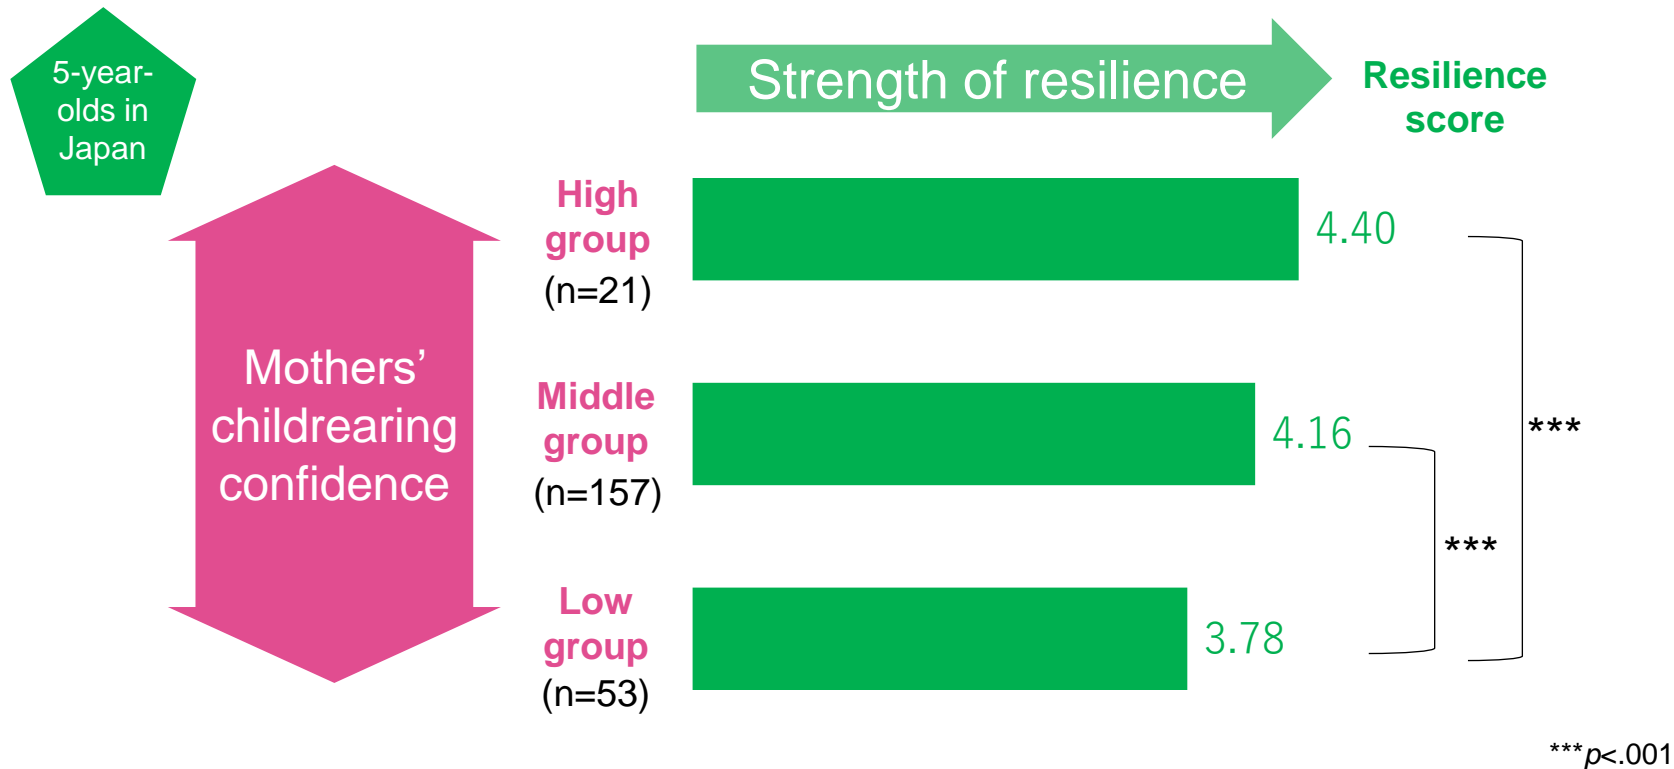 5-year-
olds in
Japan
Strength of resilience
Resilience
score
High
group
(n=21)
4.40
Mothers’
childrearing
confidence
Middle
group
(n=157)
4.16
***
***
Low
group
(n=53)
3.78
***p<.001